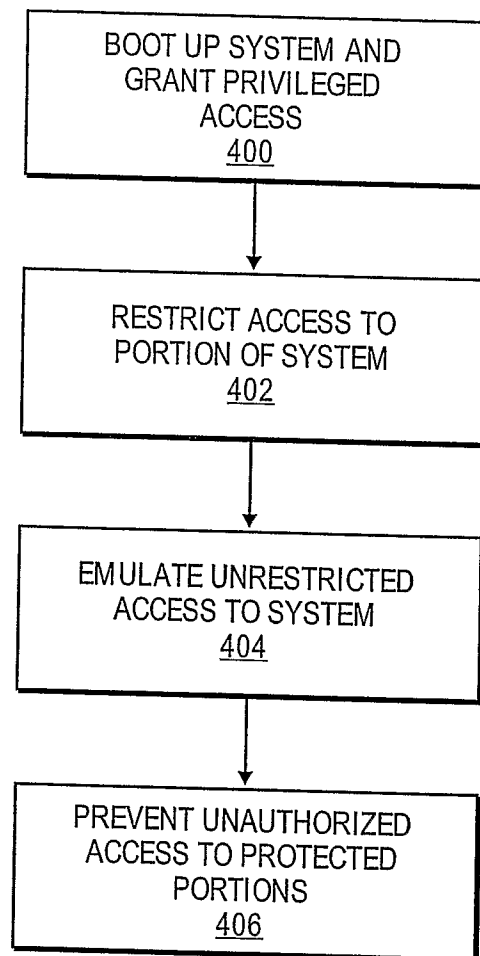 BOOT UP SYSTEM AND
GRANT PRIVILEGED
ACCESS
400
RESTRICT ACCESS TO
PORTION OF SYSTEM
402
EMULATE UNRESTRICTED
ACCESS TO SYSTEM
404
PREVENT UNAUTHORIZED
ACCESS TO PROTECTED
PORTIONS
406